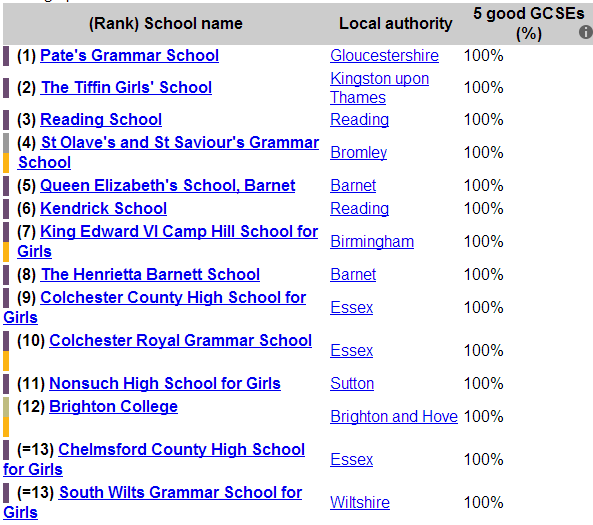 (Rank) School name Local authority 5 good GCSEs
(%)
(1) Pate's Grammar School Gloucestershire 100%
(2) The Tiffin Girls' School Kingston upon
Thames 100%
(3) Reading School Reading 100%
(4) St Olave's and St Saviour's Grammar
School Bromley 100%
(5) Queen Elizabeth's School, Barnet Barnet 100%
(6) Kendrick School Reading 100%
(7) King Edward VI Camp Hill School for
Girls Birmingham 100%
(8) The Henrietta Barnett School Barnet 100%
(9) Colchester County High School for
Girls Essex 100%
(10) Colchester Royal Grammar School
Essex 100%
(11) Nonsuch High School for Girls Sutton 100%
(12) Brighton College
Brighton and Hove 100%
(=13) Chelmsford County High School
for Girls Essex 100%
(=13) South Wilts Grammar School for
Girls Wiltshire 100%